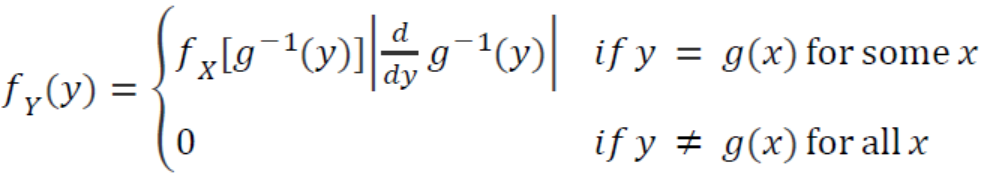 f_Y(y) = { f_X[g⁻¹(y)]|d/dy g⁻¹(y)| if y = g(x) for some x
0 if y ≠ g(x) for all x